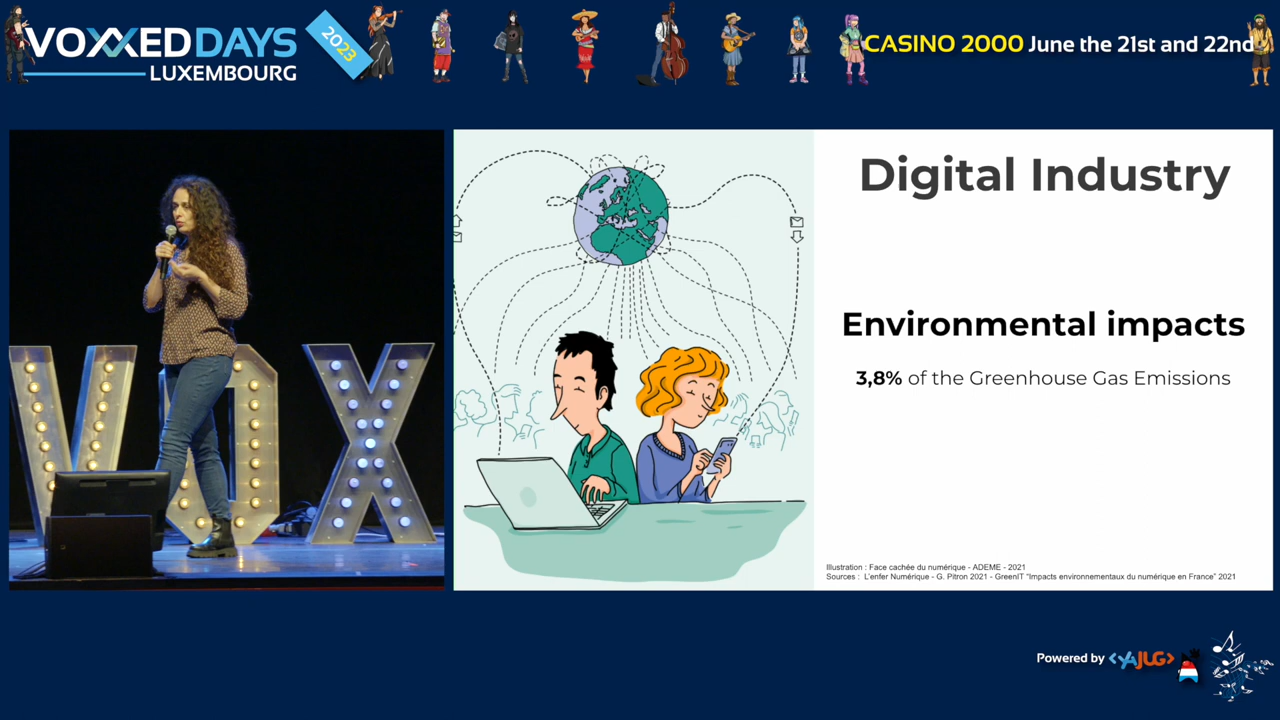 VOXXED DAYS
LUXEMBOURG
2023
CASINO 2000 June the 21st and 22nd
VOX
Digital Industry
Environmental impacts
3,8% of the Greenhouse Gas Emissions
Illustration : Face cachée du numérique - ADEME - 2021
Sources : L'enfer Numérique - G. Pitron 2021 - GreenIT "Impacts environnementaux du numérique en France" 2021
Powered by <YAJUG>